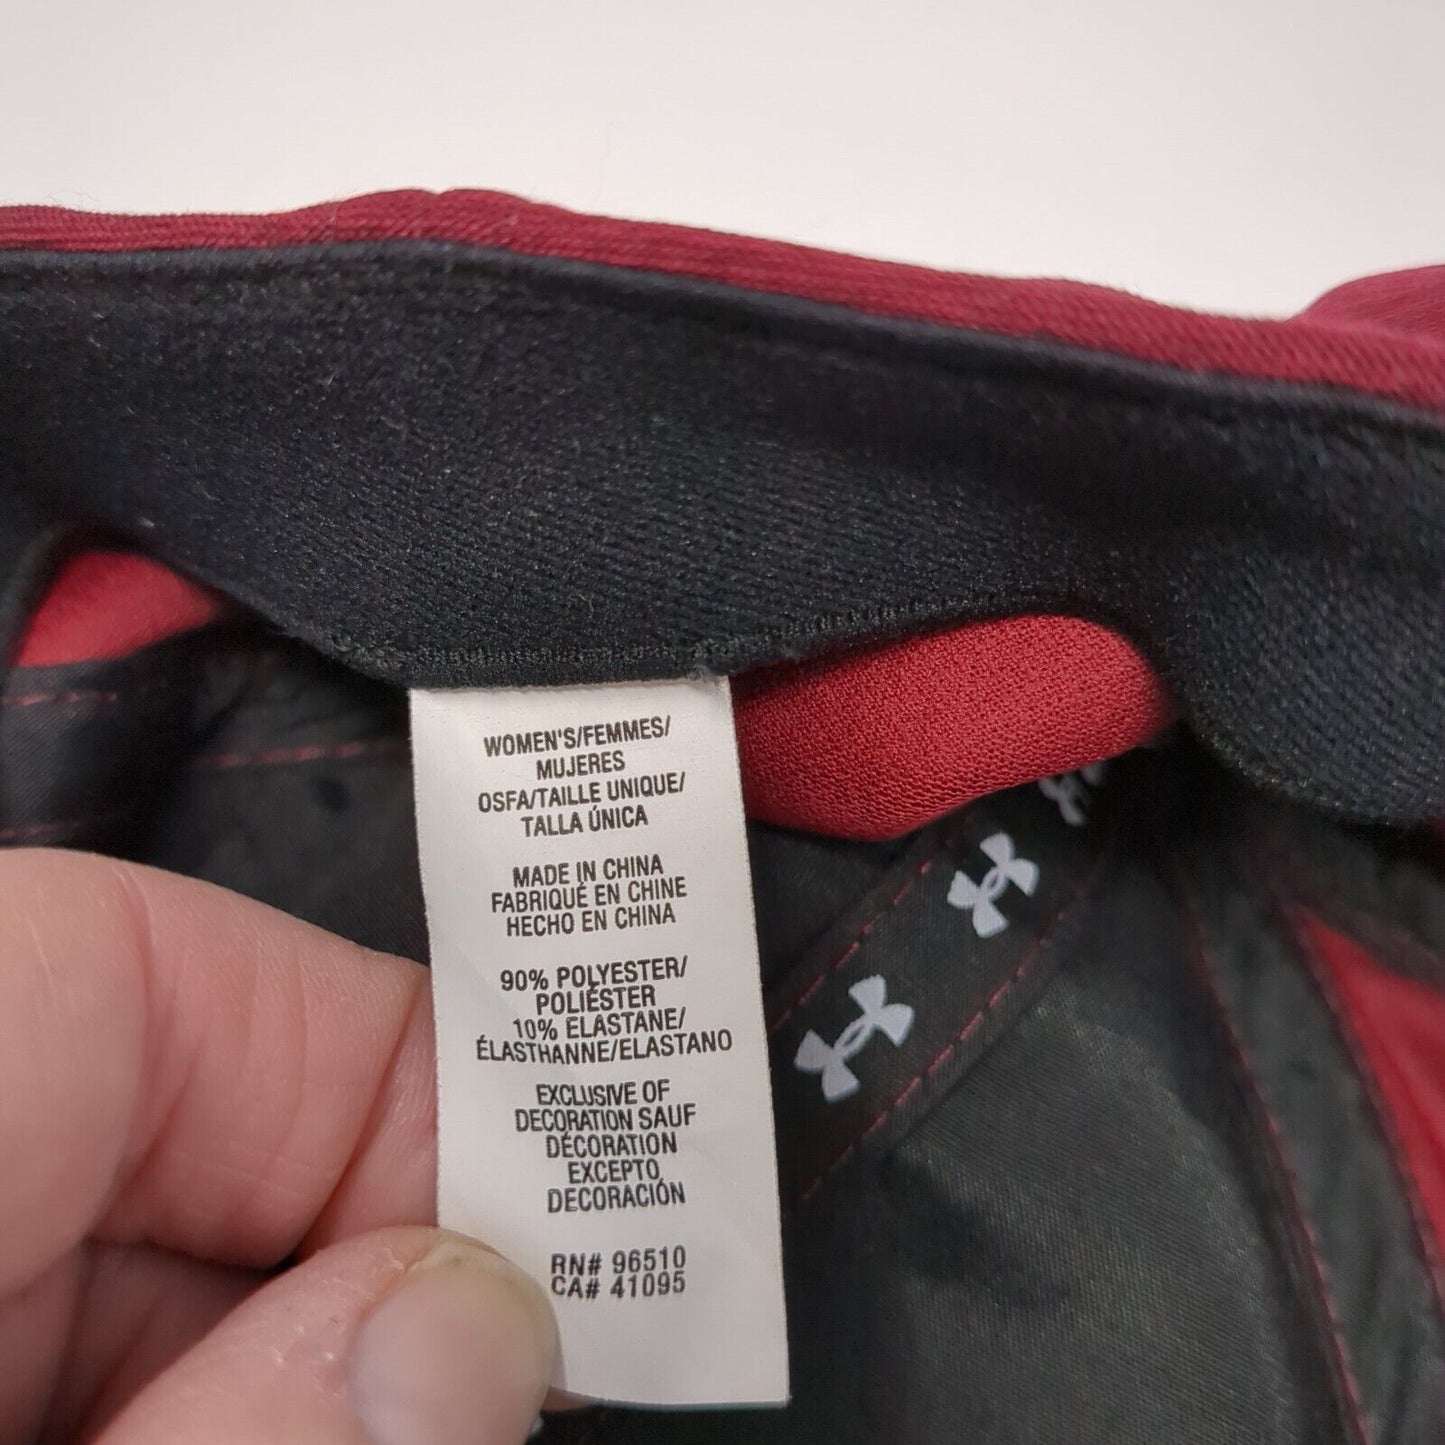 WOMEN'S/FEMMES/
MUJERES
OSFA/TAILLE UNIQUE/
TALLA ÚNICA
MADE IN CHINA
FABRIQUÉ EN CHINE
HECHO EN CHINA
90% POLYESTER/
POLIÉSTER
10% ELASTANE/
ÉLASTHANNE/ELASTANO
EXCLUSIVE OF
DECORATION SAUF
DÉCORATION
EXCEPTO
DECORACIÓN
RN# 96510
CA# 41095